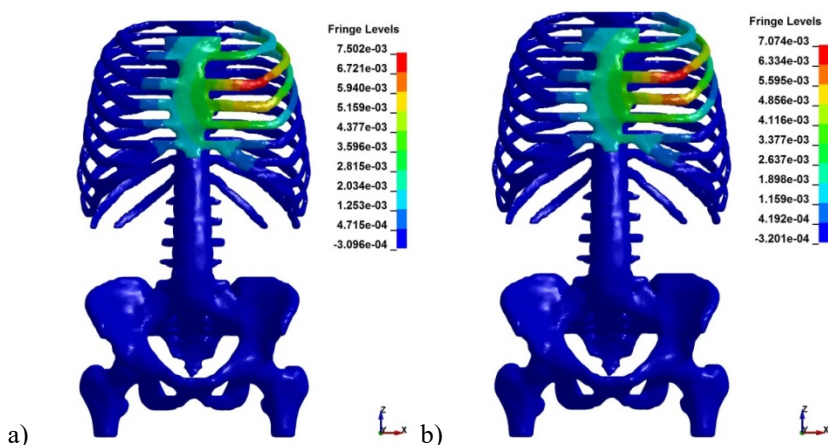 Fringe Levels
7.502e-03
6.721e-03
5.940e-03
5.159e-03
4.377e-03
3.596e-03
2.815e-03
2.034e-03
1.253e-03
4.715e-04
-3.096e-04
Z
Y
X
a)
Fringe Levels
7.074e-03
6.334e-03
5.595e-03
4.856e-03
4.116e-03
3.377e-03
2.637e-03
1.898e-03
1.159e-03
4.192e-04
-3.201e-04
Z
Y
X
b)